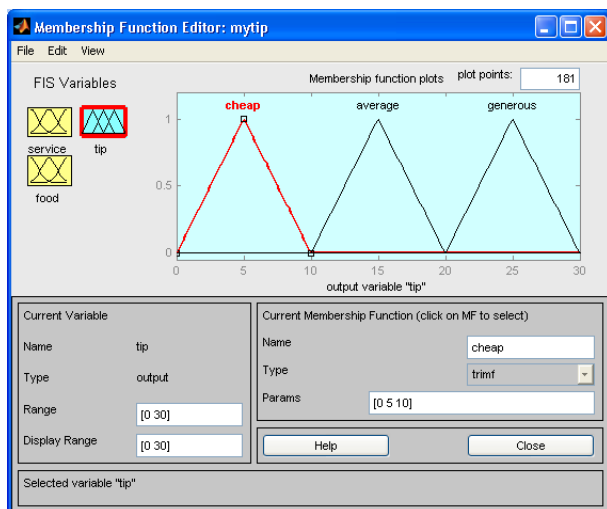 Membership Function Editor: mytip
File Edit View
FIS Variables
service
tip
food
Membership function plots plot points: 181
cheap average generous
1
0.5
0
0 5 10 15 20 25 30
output variable "tip"
Current Variable
Name tip
Type output
Range [0 30]
Display Range [0 30]
Current Membership Function (click on MF to select)
Name cheap
Type trimf
Params [0 5 10]
Help Close
Selected variable "tip"